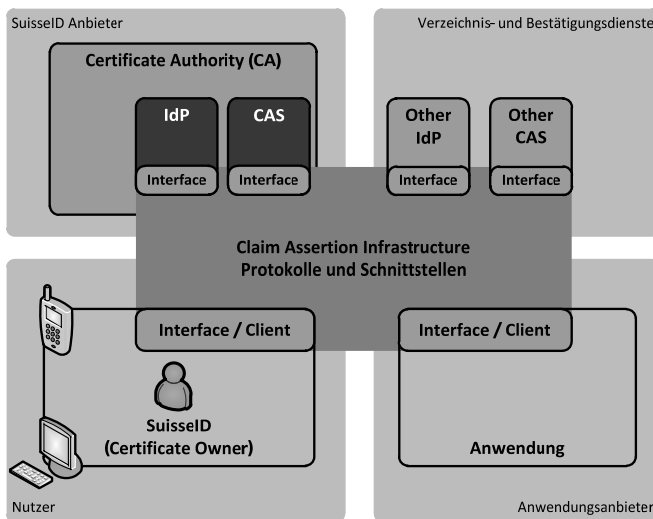 SuisseID Anbieter
Verzeichnis- und Bestätigungsdienste
Certificate Authority (CA)
IdP
CAS
Other
IdP
Other
CAS
Interface
Interface
Interface
Interface
Claim Assertion Infrastructure
Protokolle und Schnittstellen
Interface / Client
Interface / Client
SuisseID
(Certificate Owner)
Anwendung
Nutzer
Anwendungsanbieter